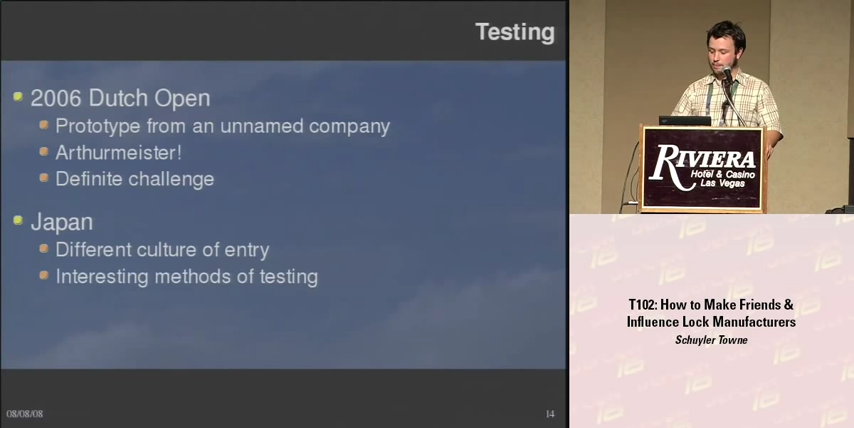 Testing
2006 Dutch Open
Prototype from an unnamed company
Arthurmeister!
Definite challenge
Japan
Different culture of entry
Interesting methods of testing
08/08/08
14
RIVIERA
Hotel & Casino
Las Vegas
T102: How to Make Friends &
Influence Lock Manufacturers
Schuyler Towne